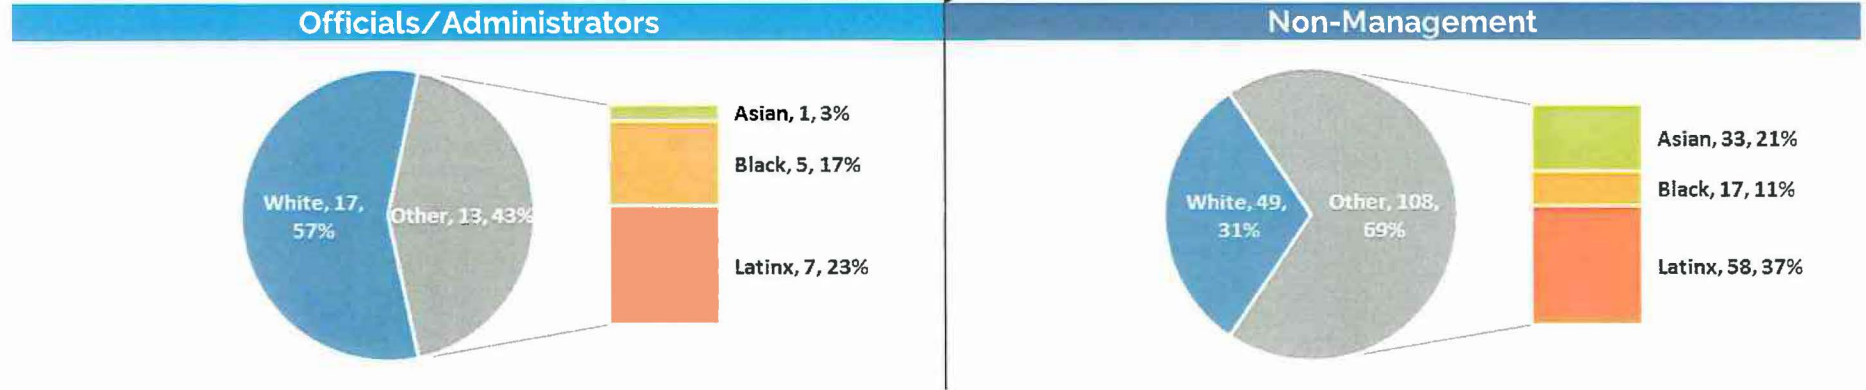 Officials/Administrators
White, 17,
57%
Other, 13, 43%
Asian, 1, 3%
Black, 5, 17%
Latinx, 7, 23%
Non-Management
White, 49,
31%
Other, 108,
69%
Asian, 33, 21%
Black, 17, 11%
Latinx, 58, 37%